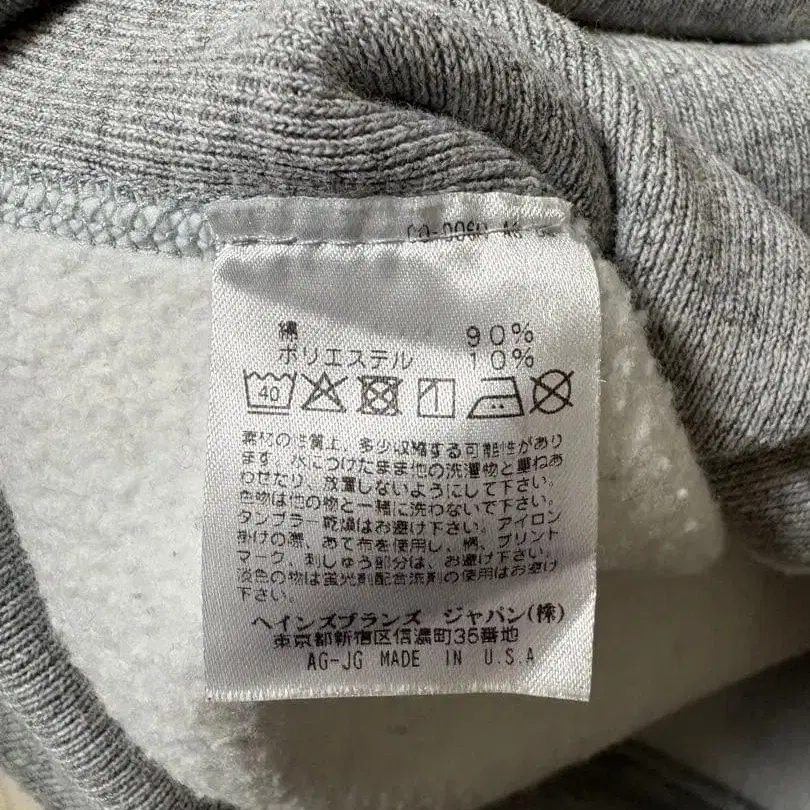 綿 90%
ポリエステル 10%
40
素材の性質上、多少収縮する可能性があり
ます。水につけたまま他の洗濯物と重ねあ
わせたり、放置しないようにして下さい。
色物は他の物と一緒に洗わないで下さい。
タンブラー乾燥はお避け下さい。アイロン
掛けの際、あて布を使用し、柄、プリント
マーク、刺しゅう部分は、お避け下さい。
淡色の物は蛍光剤配合洗剤の使用はお避け
下さい。
ヘインズブランズ ジャパン(株)
東京都新宿区信濃町35番地
AG-JG MADE IN U.S.A